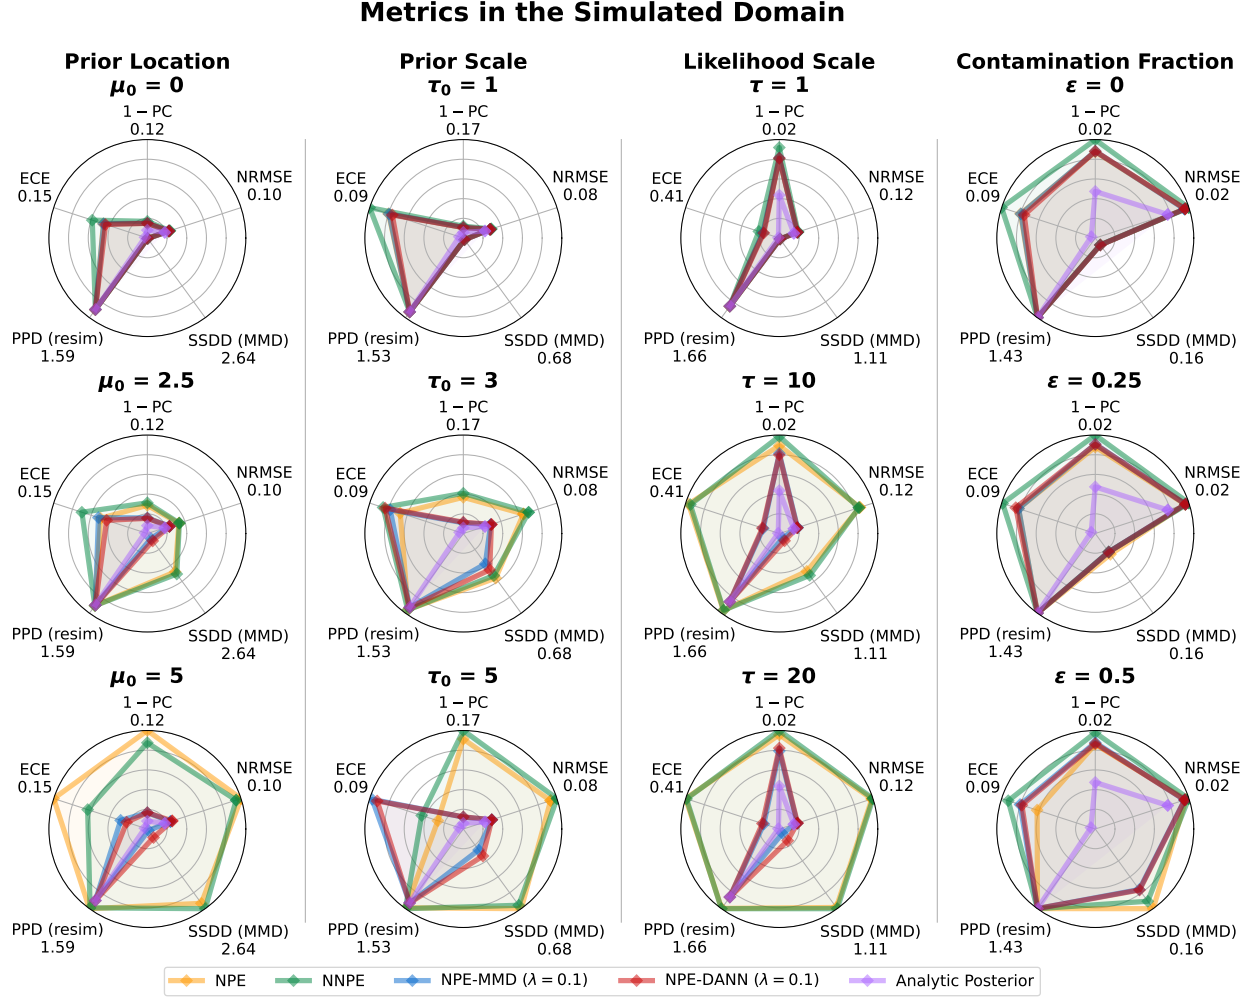 Metrics in the Simulated Domain
Prior Location
μ₀ = 0
1 − PC
0.12
NRMSE
0.10
ECE
0.15
PPD (resim)
1.59
SSDD (MMD)
2.64
Prior Scale
τ₀ = 1
1 − PC
0.17
NRMSE
0.08
ECE
0.09
PPD (resim)
1.53
SSDD (MMD)
0.68
Likelihood Scale
τ = 1
1 − PC
0.02
NRMSE
0.12
ECE
0.41
PPD (resim)
1.66
SSDD (MMD)
1.11
Contamination Fraction
ε = 0
1 − PC
0.02
NRMSE
0.02
ECE
0.09
PPD (resim)
1.43
SSDD (MMD)
0.16
μ₀ = 2.5
1 − PC
0.12
NRMSE
0.10
ECE
0.15
PPD (resim)
1.59
SSDD (MMD)
2.64
τ₀ = 3
1 − PC
0.17
NRMSE
0.08
ECE
0.09
PPD (resim)
1.53
SSDD (MMD)
0.68
τ = 10
1 − PC
0.02
NRMSE
0.12
ECE
0.41
PPD (resim)
1.66
SSDD (MMD)
1.11
ε = 0.25
1 − PC
0.02
NRMSE
0.02
ECE
0.09
PPD (resim)
1.43
SSDD (MMD)
0.16
μ₀ = 5
1 − PC
0.12
NRMSE
0.10
ECE
0.15
PPD (resim)
1.59
SSDD (MMD)
2.64
τ₀ = 5
1 − PC
0.17
NRMSE
0.08
ECE
0.09
PPD (resim)
1.53
SSDD (MMD)
0.68
τ = 20
1 − PC
0.02
NRMSE
0.12
ECE
0.41
PPD (resim)
1.66
SSDD (MMD)
1.11
ε = 0.5
1 − PC
0.02
NRMSE
0.02
ECE
0.09
PPD (resim)
1.43
SSDD (MMD)
0.16
NPE
NNPE
NPE-MMD (λ = 0.1)
NPE-DANN (λ = 0.1)
Analytic Posterior